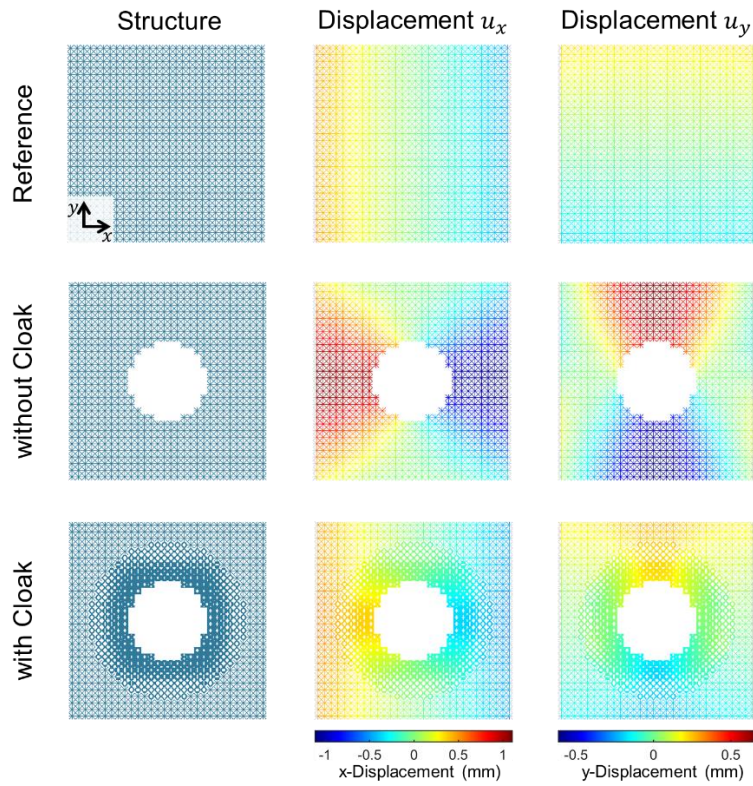 Structure
Displacement uₓ
Displacement u_y
Reference
y
x
without Cloak
with Cloak
-1 -0.5 0 0.5 1
x-Displacement (mm)
-0.5 0 0.5
y-Displacement (mm)